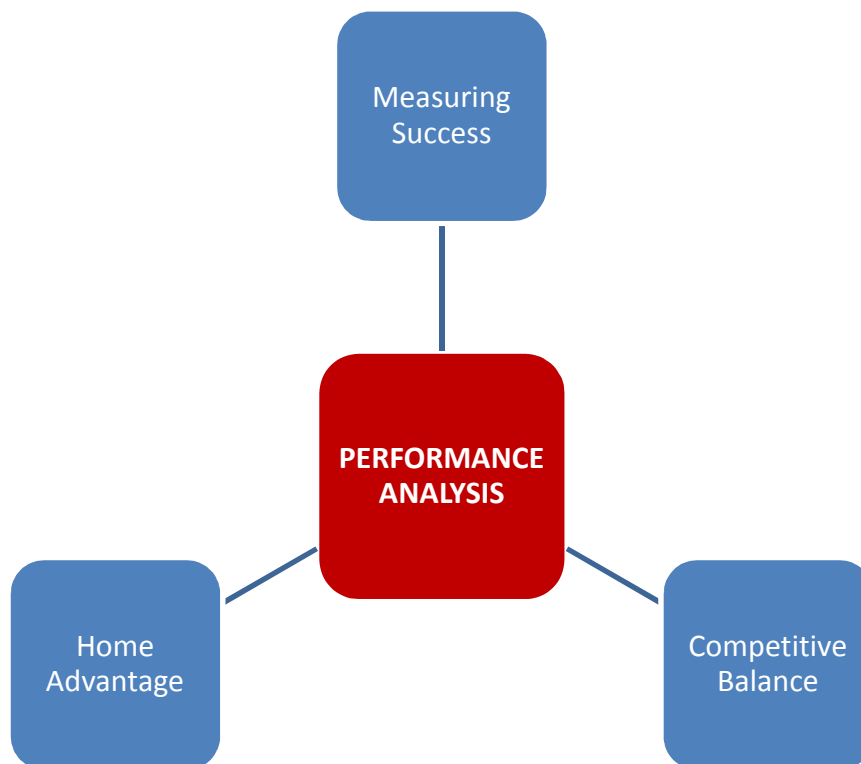 Measuring
Success
PERFORMANCE
ANALYSIS
Home
Advantage
Competitive
Balance